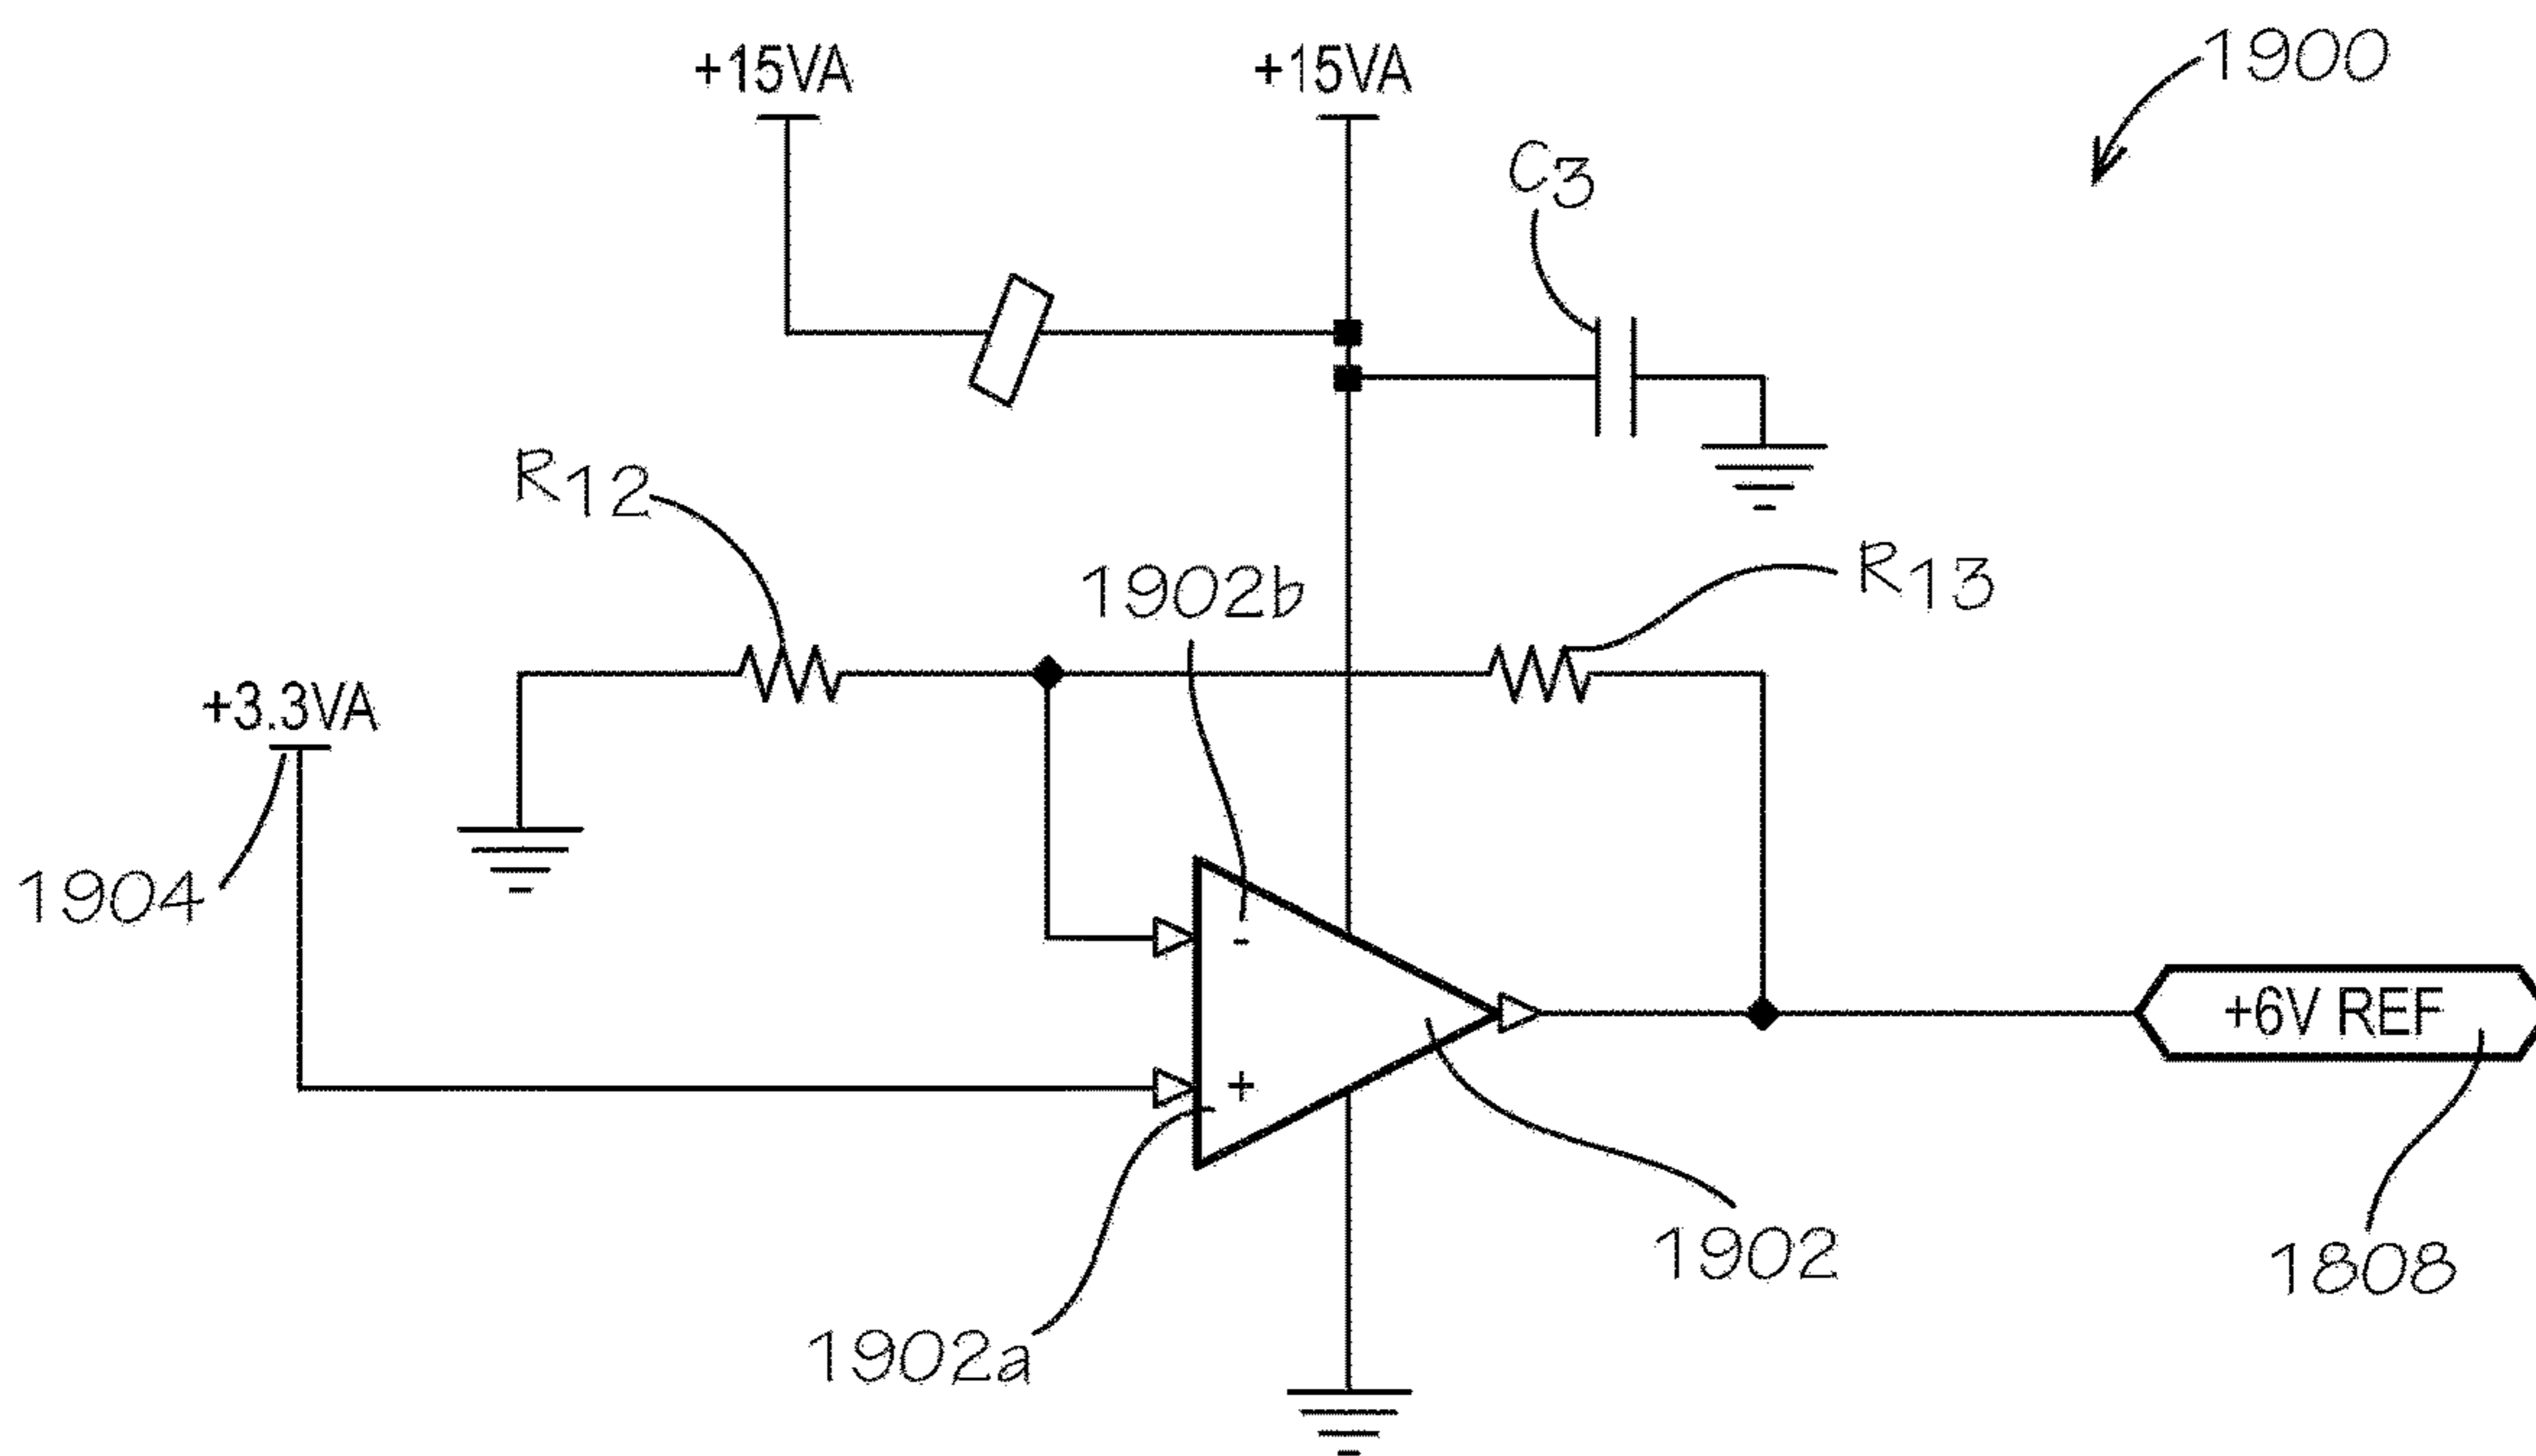 +15VA
+15VA
1900
C3
R12
1902b
R13
+3.3VA
1904
-
+
+6V REF
1902
1808
1902a